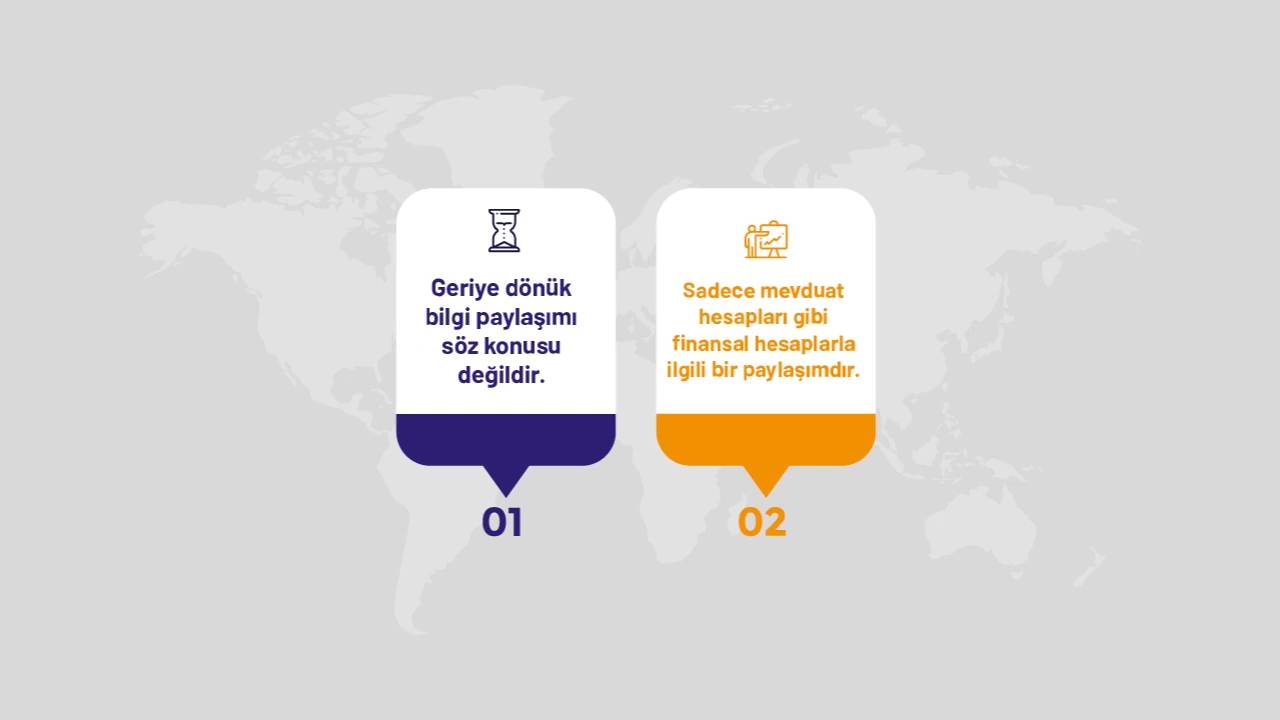 Geriye dönük
bilgi paylaşımı
söz konusu
değildir.
01
Sadece mevduat
hesapları gibi
finansal hesaplarla
ilgili bir paylaşımdır.
02